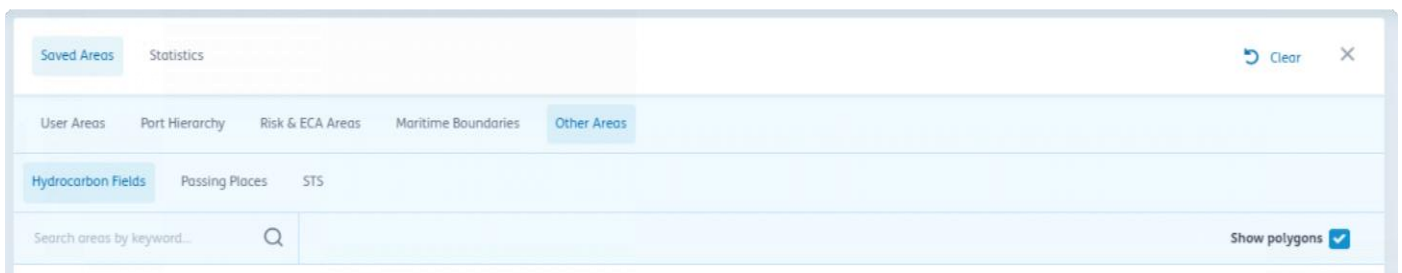 Saved Areas Statistics Clear
User Areas Port Hierarchy Risk & ECA Areas Maritime Boundaries Other Areas
Hydrocarbon Fields Passing Places STS
Search areas by keyword... Show polygons